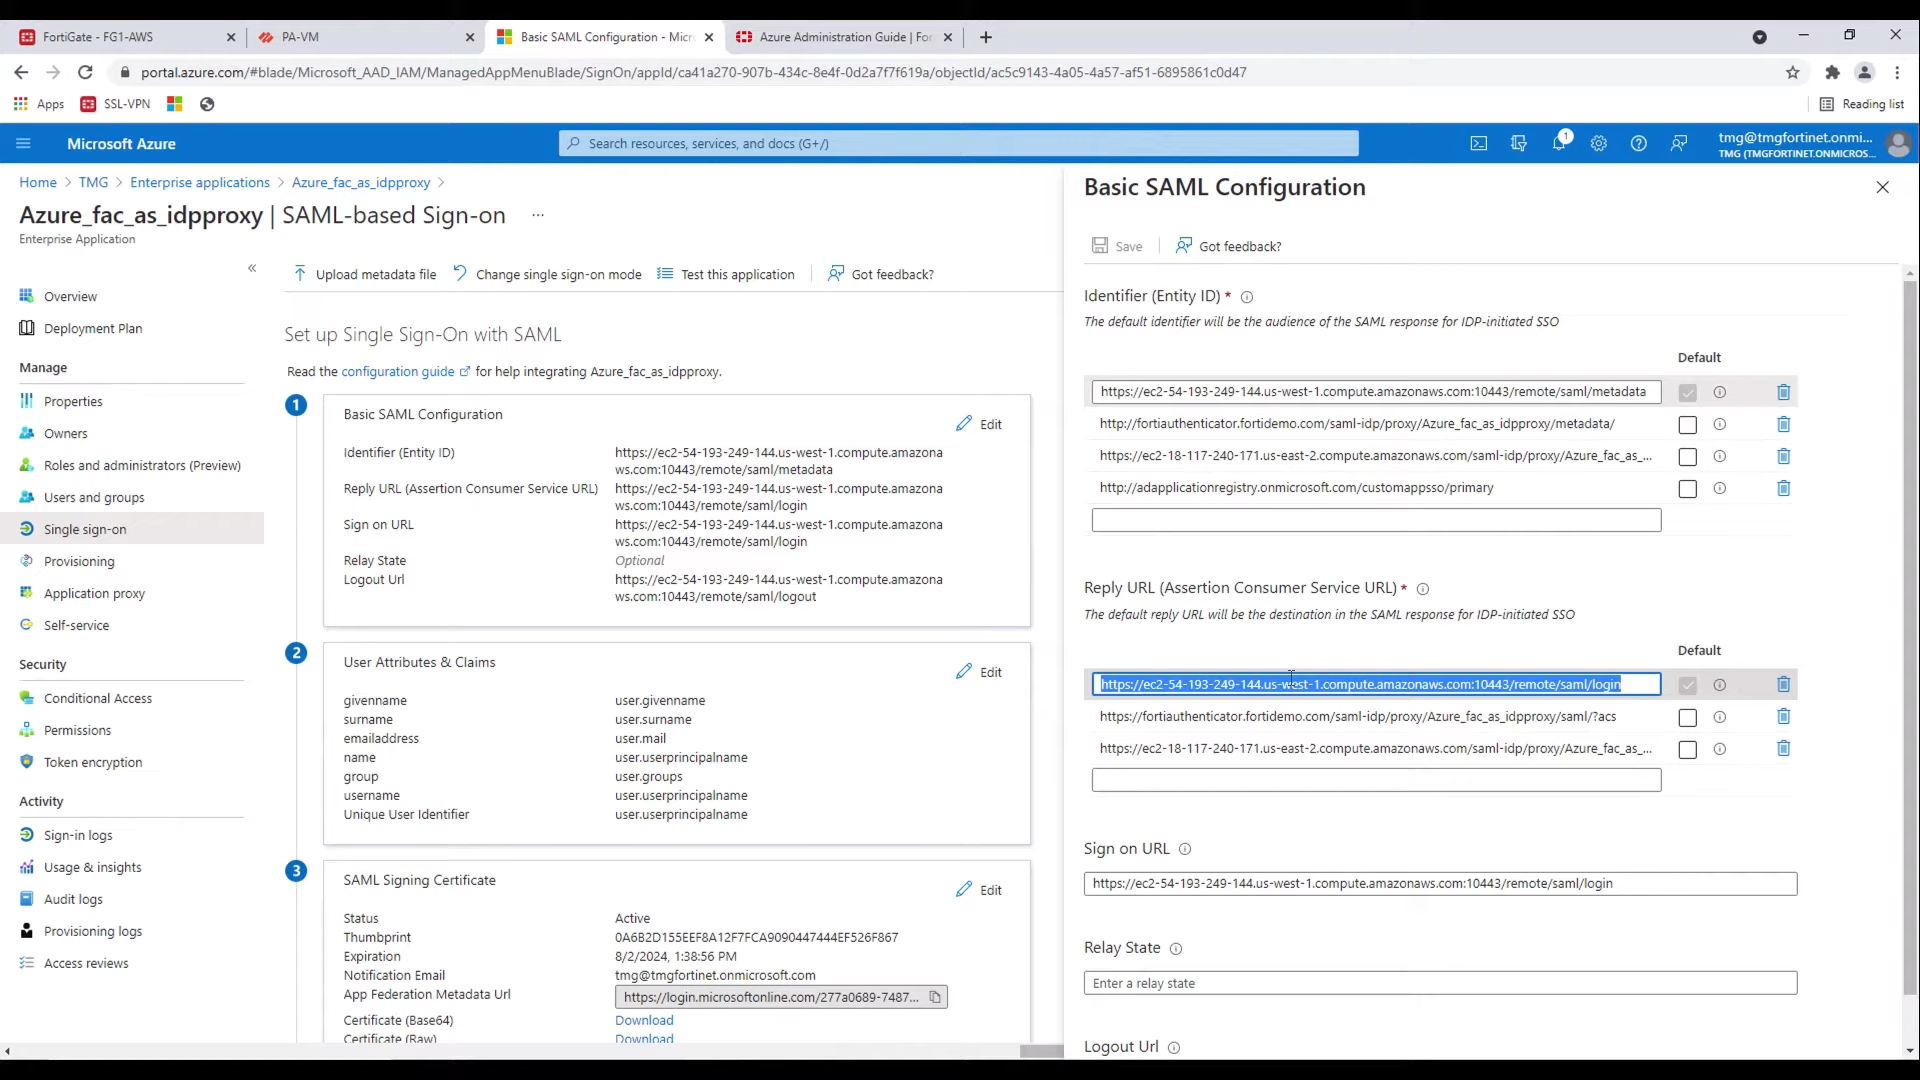 FortiGate - FG1-AWS
PA-VM
Basic SAML Configuration - Micr
Azure Administration Guide | For
portal.azure.com/#blade/Microsoft_AAD_IAM/ManagedAppMenuBlade/SignOn/appId/ca41a270-907b-434c-8e4f-0d2a7f7f619a/objectId/ac5c9143-4a05-4a57-af51-6895861c0d47
Apps
SSL-VPN
Reading list
Microsoft Azure
Search resources, services, and docs (G+/)
1
tmg@tmgfortinet.onmi...
TMG (TMGFORTINET.ONMICROS...
Home > TMG > Enterprise applications > Azure_fac_as_idpproxy >
Azure_fac_as_idpproxy | SAML-based Sign-on ...
Enterprise Application
«
Overview
Deployment Plan
Manage
Properties
Owners
Roles and administrators (Preview)
Users and groups
Single sign-on
Provisioning
Application proxy
Self-service
Security
Conditional Access
Permissions
Token encryption
Activity
Sign-in logs
Usage & insights
Audit logs
Provisioning logs
Access reviews
Upload metadata file
Change single sign-on mode
Test this application
Got feedback?
Set up Single Sign-On with SAML
Read the configuration guide for help integrating Azure_fac_as_idpproxy.
1
Basic SAML Configuration
Edit
Identifier (Entity ID)
https://ec2-54-193-249-144.us-west-1.compute.amazona
ws.com:10443/remote/saml/metadata
Reply URL (Assertion Consumer Service URL)
https://ec2-54-193-249-144.us-west-1.compute.amazona
ws.com:10443/remote/saml/login
Sign on URL
https://ec2-54-193-249-144.us-west-1.compute.amazona
ws.com:10443/remote/saml/login
Relay State
Optional
Logout Url
https://ec2-54-193-249-144.us-west-1.compute.amazona
ws.com:10443/remote/saml/logout
2
User Attributes & Claims
Edit
givenname user.givenname
surname user.surname
emailaddress user.mail
name user.userprincipalname
group user.groups
username user.userprincipalname
Unique User Identifier user.userprincipalname
3
SAML Signing Certificate
Edit
Status Active
Thumbprint 0A6B2D155EEF8A12F7FCA9090447444EF526F867
Expiration 8/2/2024, 1:38:56 PM
Notification Email tmg@tmgfortinet.onmicrosoft.com
App Federation Metadata Url https://login.microsoftonline.com/277a0689-7487...
Certificate (Base64) Download
Certificate (Raw) Download
Basic SAML Configuration
Save
Got feedback?
Identifier (Entity ID) *
The default identifier will be the audience of the SAML response for IDP-initiated SSO
Default
https://ec2-54-193-249-144.us-west-1.compute.amazonaws.com:10443/remote/saml/metadata
http://fortiauthenticator.fortidemo.com/saml-idp/proxy/Azure_fac_as_idpproxy/metadata/
https://ec2-18-117-240-171.us-east-2.compute.amazonaws.com/saml-idp/proxy/Azure_fac_as_...
http://adapplicationregistry.onmicrosoft.com/customappsso/primary
Reply URL (Assertion Consumer Service URL) *
The default reply URL will be the destination in the SAML response for IDP-initiated SSO
Default
https://ec2-54-193-249-144.us-west-1.compute.amazonaws.com:10443/remote/saml/login
https://fortiauthenticator.fortidemo.com/saml-idp/proxy/Azure_fac_as_idpproxy/saml/?acs
https://ec2-18-117-240-171.us-east-2.compute.amazonaws.com/saml-idp/proxy/Azure_fac_as_...
Sign on URL
https://ec2-54-193-249-144.us-west-1.compute.amazonaws.com:10443/remote/saml/login
Relay State
Enter a relay state
Logout Url